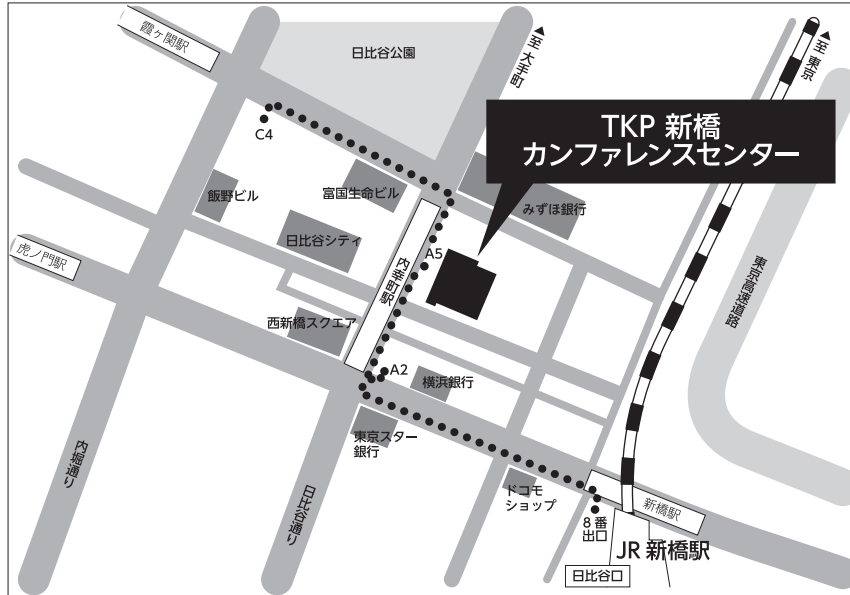 霞ヶ関駅
日比谷公園
至 大手町
至 東京
TKP 新橋
カンファレンスセンター
C4
飯野ビル
富国生命ビル
みずほ銀行
日比谷シティ
内幸町駅
A5
虎ノ門駅
東京高速道路
西新橋スクエア
A2
横浜銀行
東京スター
銀行
内堀通り
日比谷通り
ドコモ
ショップ
8番
出口
新橋駅
JR 新橋駅
日比谷口